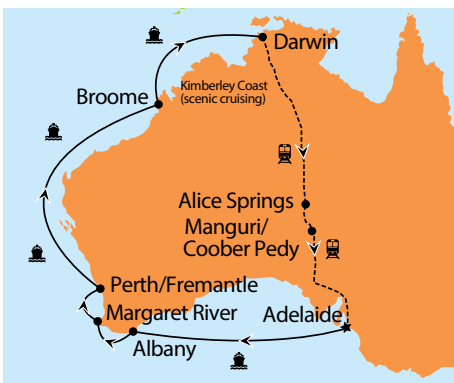 Darwin
Kimberley Coast
(scenic cruising)
Broome
Alice Springs
Manguri/
Coober Pedy
Perth/Fremantle
Margaret River
Adelaide
Albany